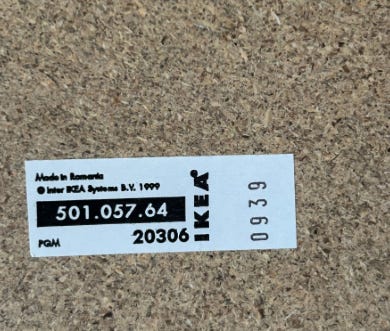 Made in Romania
© Inter IKEA Systems B.V. 1999
501.057.64
PGM 20306
IKEA®
0939